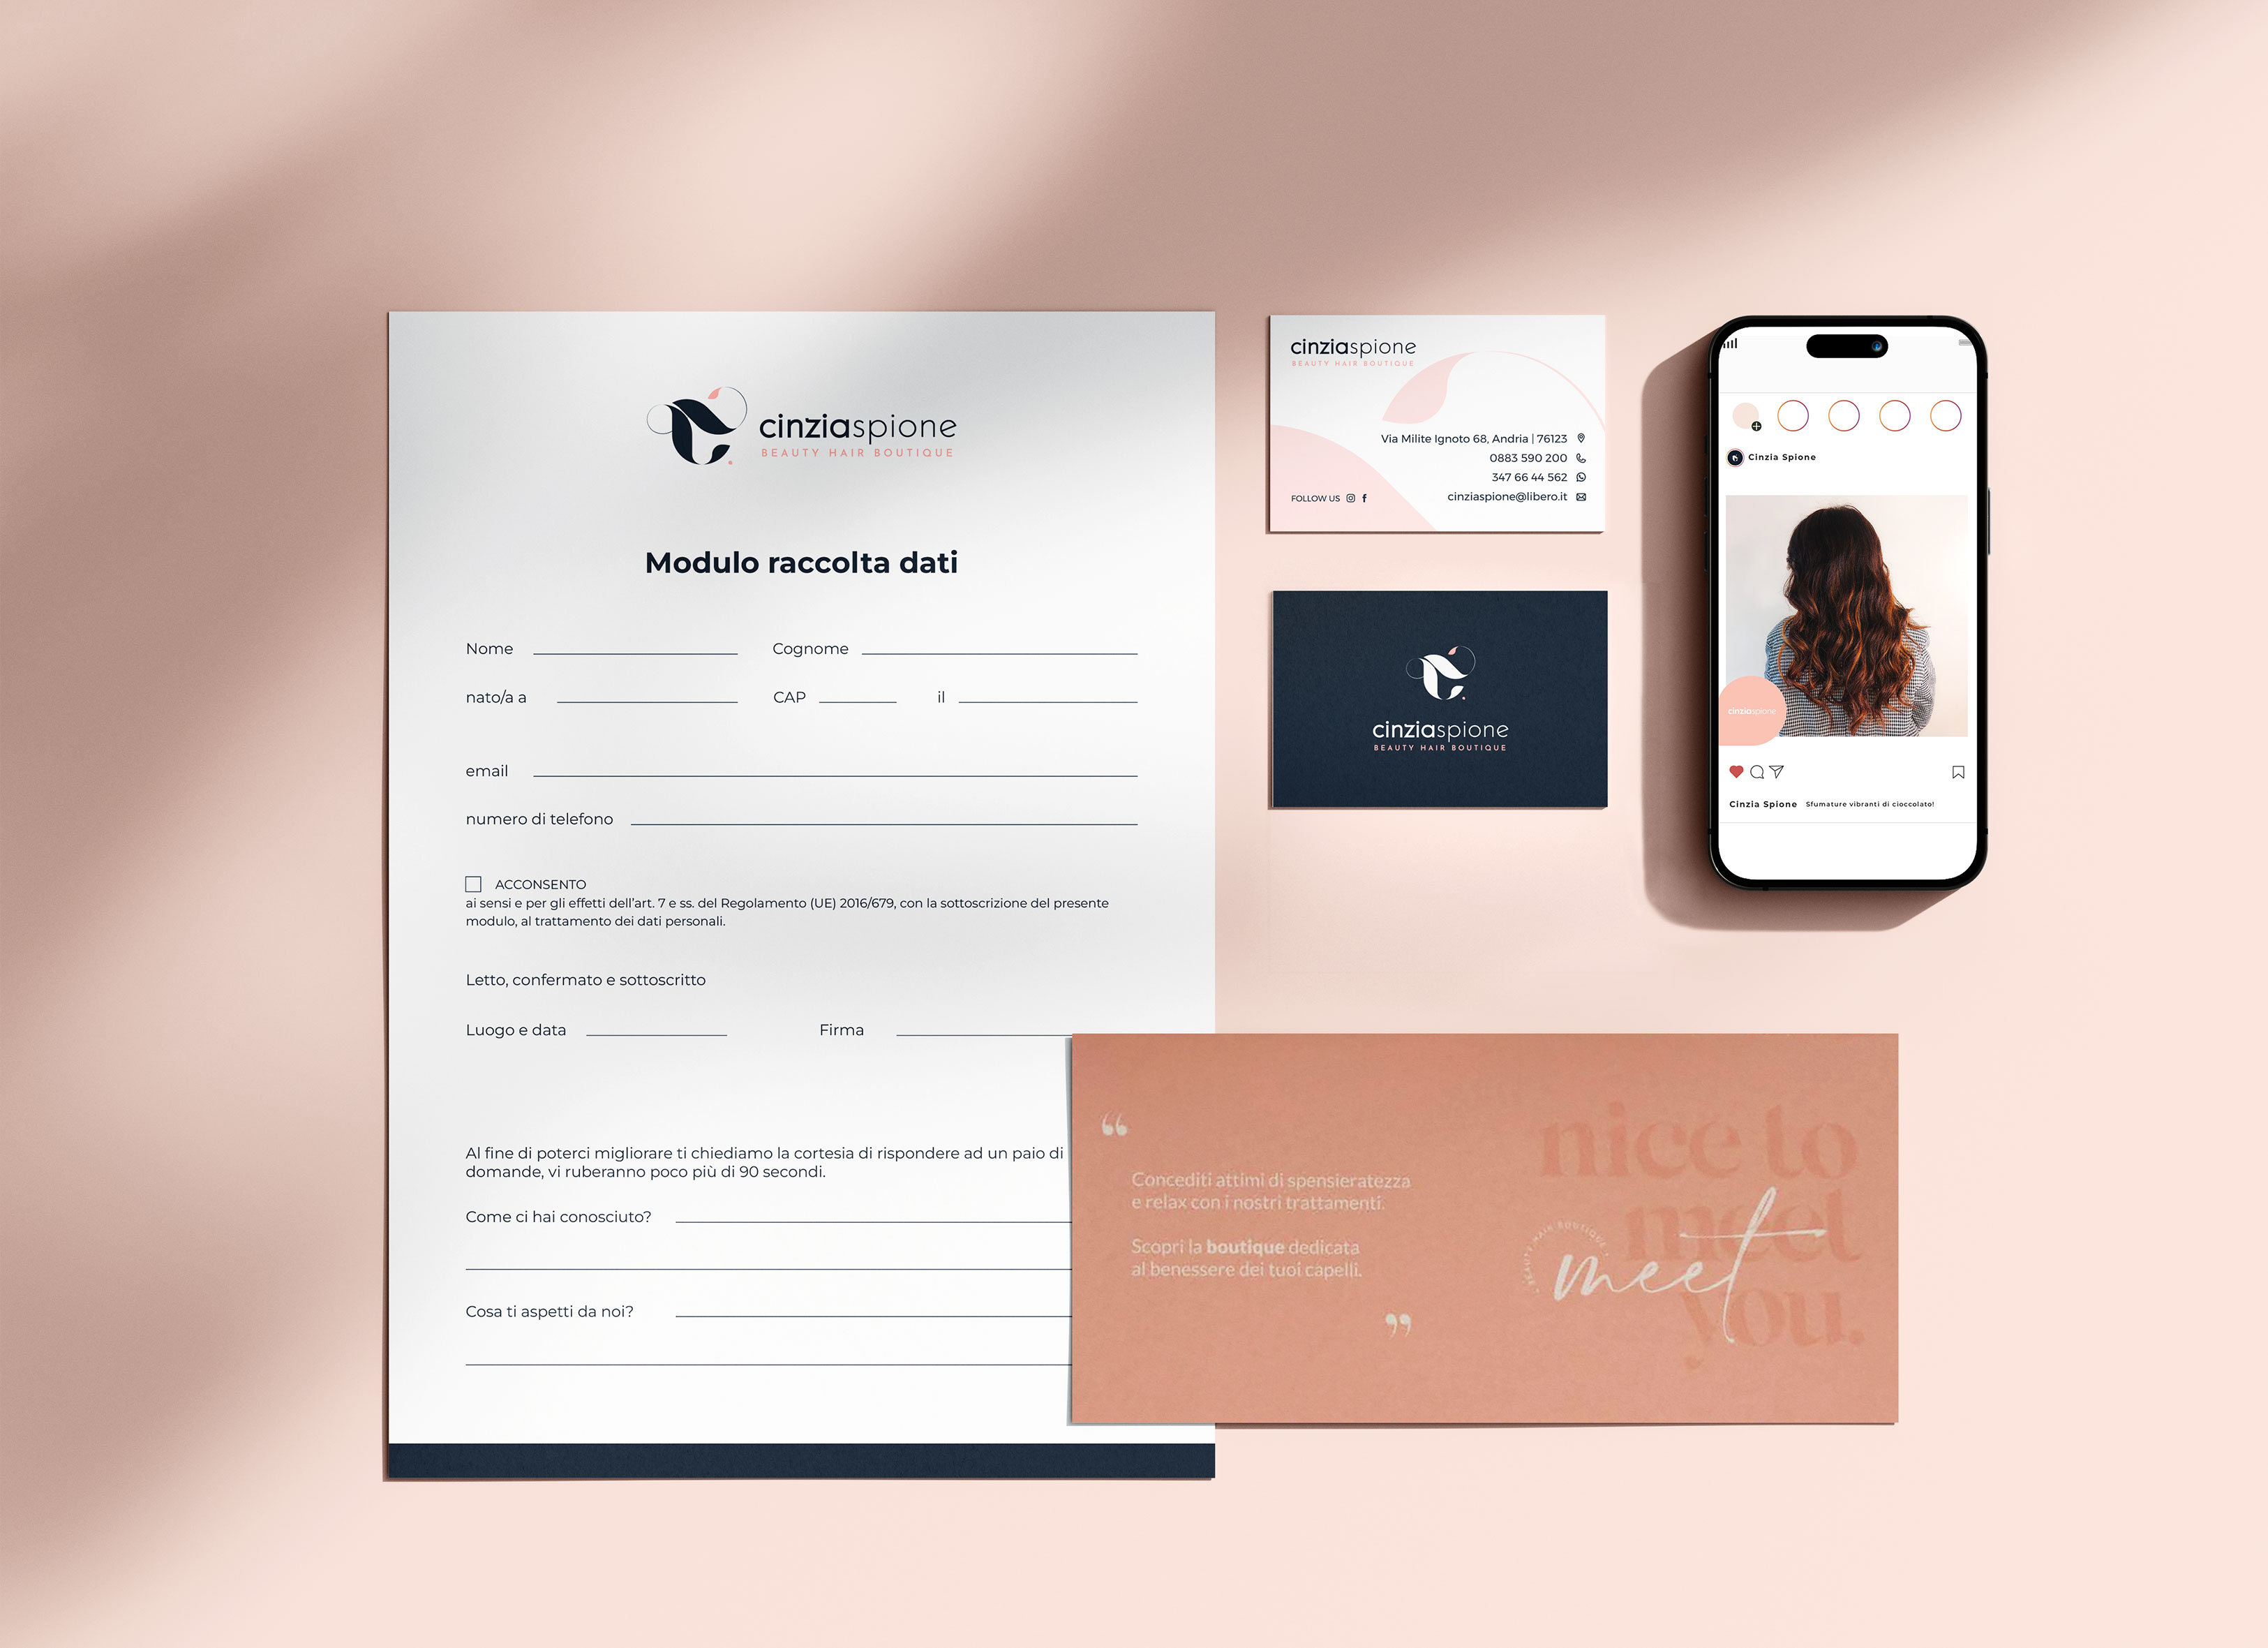 cinziaspione
BEAUTY HAIR BOUTIQUE
Modulo raccolta dati
Nome Cognome
nato/a a CAP il
email
numero di telefono
ACCONSENTO
ai sensi e per gli effetti dell'art. 7 e ss. del Regolamento (UE) 2016/679, con la sottoscrizione del presente
modulo, al trattamento dei dati personali.
Letto, confermato e sottoscritto
Luogo e data Firma
Al fine di poterci migliorare ti chiediamo la cortesia di rispondere ad un paio di
domande, vi ruberanno poco più di 90 secondi.
Come ci hai conosciuto?
Cosa ti aspetti da noi?
cinziaspione
BEAUTY HAIR BOUTIQUE
Via Milite Ignoto 68, Andria | 76123
0883 590 200
347 66 44 562
cinziaspione@libero.it
FOLLOW US
cinziaspione
BEAUTY HAIR BOUTIQUE
Cinzia Spione
cinziaspione
Cinzia Spione Sfumature vibranti di cioccolato!
“
Concediti attimi di spensieratezza
e relax con i nostri trattamenti.
Scopri la boutique dedicata
al benessere dei tuoi capelli.
”
nice to
meet
you.
meet
BEAUTY HAIR BOUTIQUE